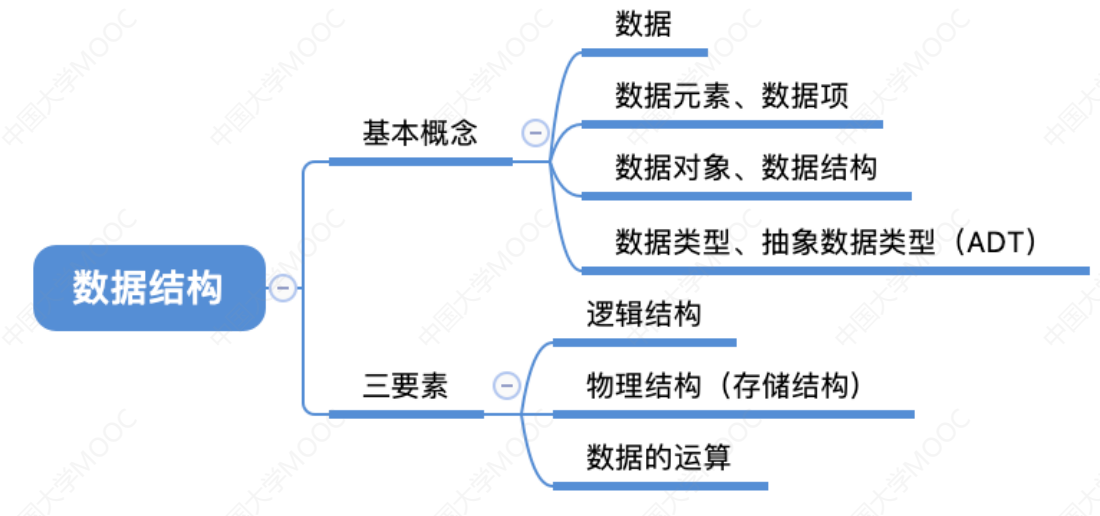 数据
数据元素、数据项
基本概念
数据对象、数据结构
数据类型、抽象数据类型（ADT）
数据结构
逻辑结构
三要素
物理结构（存储结构）
数据的运算
中国大学MOOC